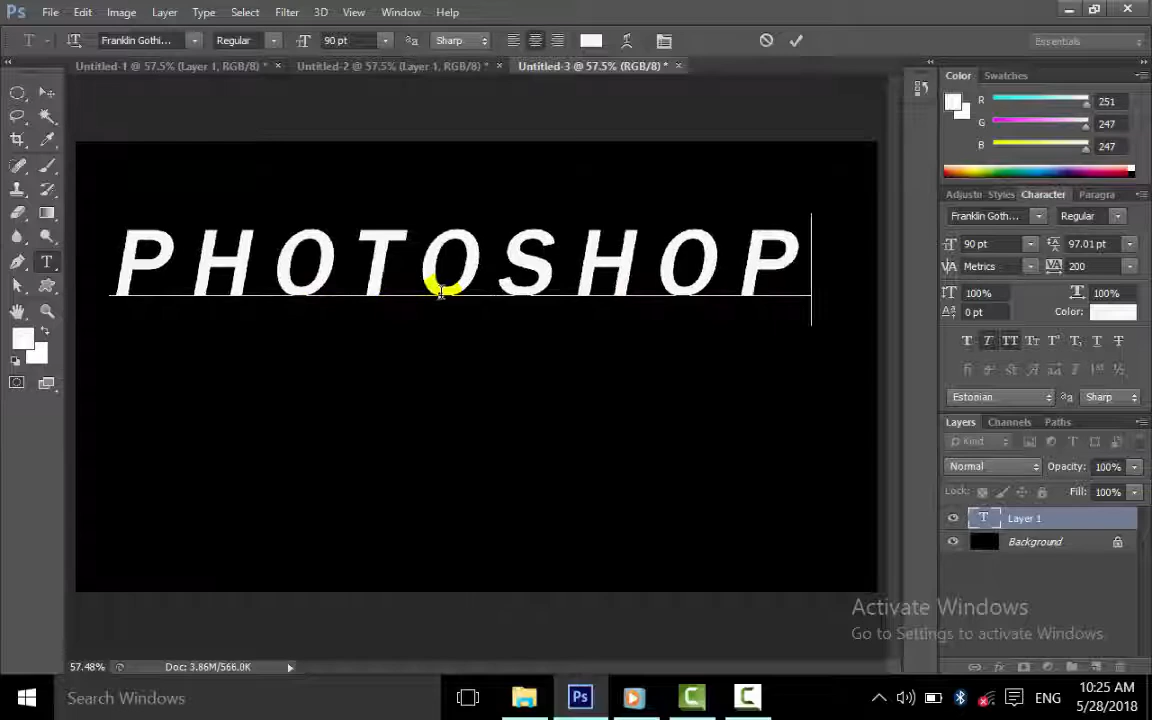 Ps File Edit Image Layer Type Select Filter 3D View Window Help
Franklin Gothi... Regular 90 pt Sharp Essentials
Untitled-1 @ 57.5% (Layer 1, RGB/8) * × Untitled-2 @ 57.5% (Layer 1, RGB/8) * × Untitled-3 @ 57.5% (RGB/8) * ×
Color Swatches
R 251
G 247
B 247
Adjustn Styles Character Paragra
Franklin Goth... Regular
90 pt 97.01 pt
Metrics 200
100% 100%
0 pt Color:
Estonian Sharp
PHOTOSHOP
Layers Channels Paths
Kind
Normal Opacity: 100%
Lock: Fill: 100%
Layer 1
Background
Activate Windows
Go to Settings to activate Windows.
57.48% Doc: 3.86M/566.0K
Search Windows
ENG
10:25 AM
5/28/2018